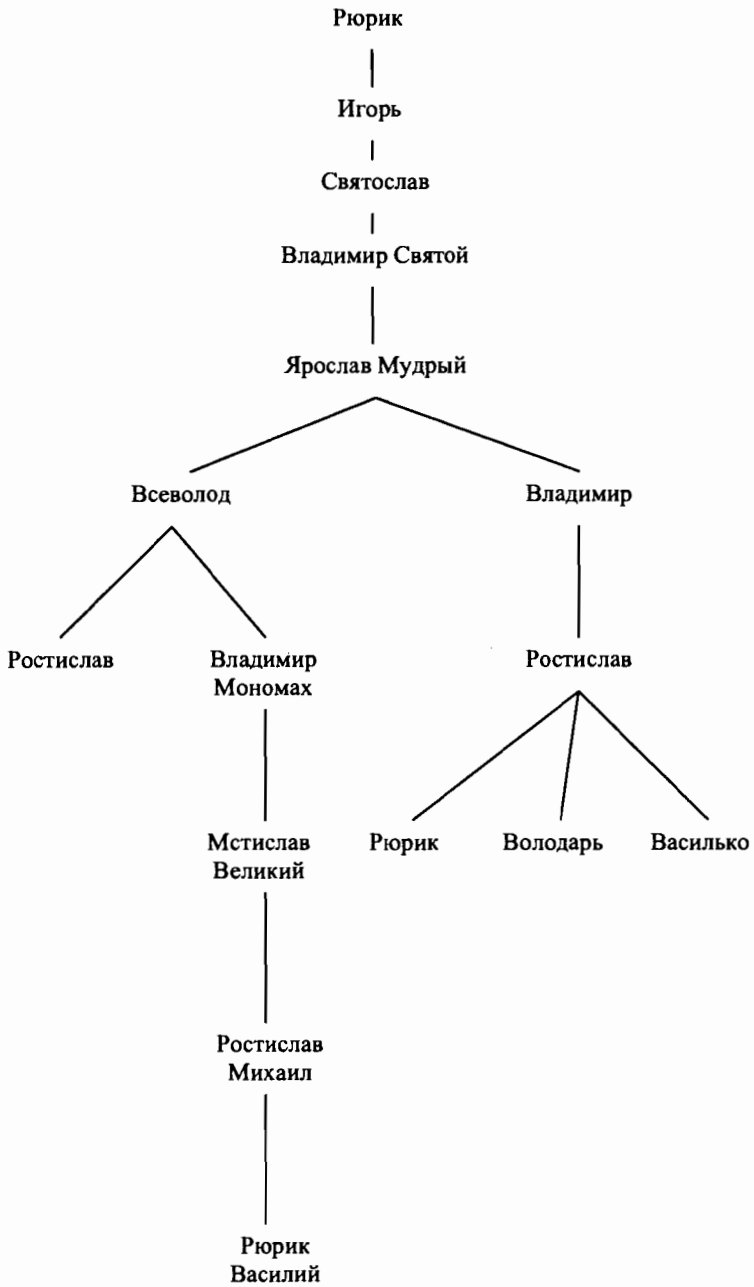 Рюрик
Игорь
Святослав
Владимир Святой
Ярослав Мудрый
Всеволод
Владимир
Ростислав
Владимир
Мономах
Ростислав
Мстислав
Великий
Рюрик
Володарь
Василько
Ростислав
Михаил
Рюрик
Василий